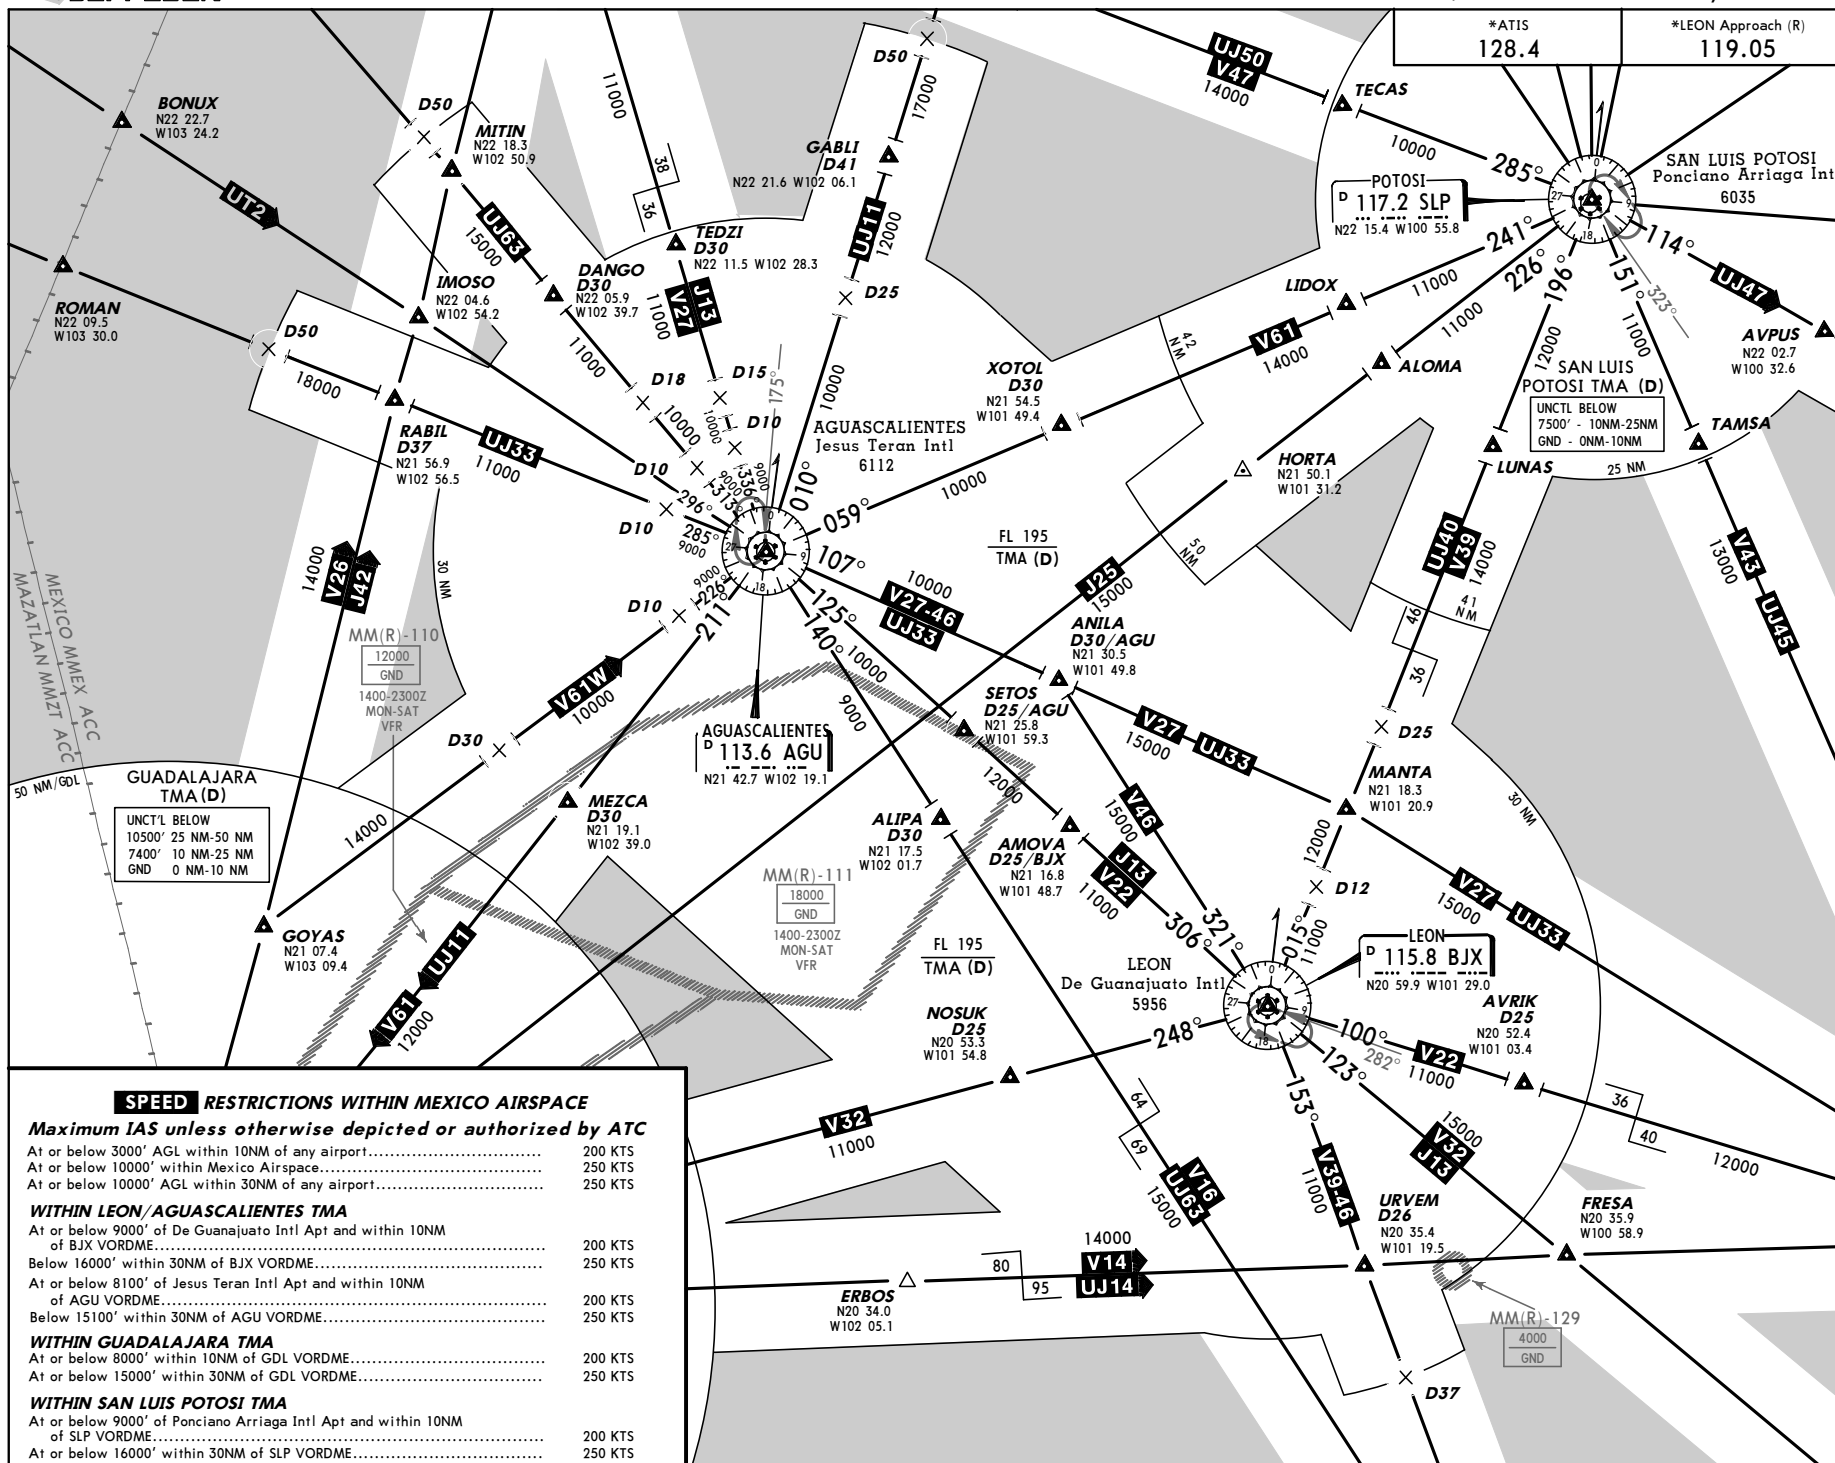 *ATIS
128.4
*LEON Approach (R)
119.05
BONUX
N22 22.7
W103 24.2
UT2
D50
MITIN
N22 18.3
W102 50.9
UJ63
15000
11000
38
36
TEDZI
D30
N22 11.5 W102 28.3
J13
V27
11000
D50
17000
GABLI
D41
N22 21.6 W102 06.1
UJ11
12000
D25
10000
UJ50
V47
14000
TECAS
10000
285°
POTOSI
D 117.2 SLP
N22 15.4 W100 55.8
SAN LUIS POTOSI
Ponciano Arriaga Int
6035
241°
226°
196°
151°
114°
323°
UJ47
AVPUS
N22 02.7
W100 32.6
LIDOX
11000
V61
14000
42
NM
11000
ALOMA
12000
11000
SAN LUIS
POTOSI TMA (D)
UNCTL BELOW
7500' - 10NM-25NM
GND - 0NM-10NM
TAMSA
LUNAS
25 NM
V43
13000
UJ45
UJ40
V39
14000
41
NM
46
36
D25
ROMAN
N22 09.5
W103 30.0
D50
18000
IMOSO
N22 04.6
W102 54.2
DANGO
D30
N22 05.9
W102 39.7
11000
D18
10000
D15
10000
D10
D10
9000
9000
RABIL
D37
N21 56.9
W102 56.5
UJ33
11000
D10
296°
313°
336°
285°
9000
175°
010°
059°
107°
125°
140°
211°
226°
9000
AGUASCALIENTES
Jesus Teran Intl
6112
XOTOL
D30
N21 54.5
W101 49.4
10000
HORTA
N21 50.1
W101 31.2
50
NM
J25
15000
FL 195
TMA (D)
14000
V26
J42
30 NM
MEXICO MMEX ACC
MAZATLAN MMZT ACC
MM(R)-110
12000
GND
1400-2300Z
MON-SAT
VFR
D10
V61W
10000
D30
14000
50 NM/GDL
GUADALAJARA
TMA (D)
UNCT'L BELOW
10500' 25 NM-50 NM
7400' 10 NM-25 NM
GND 0 NM-10 NM
GOYAS
N21 07.4
W103 09.4
AGUASCALIENTES
D 113.6 AGU
N21 42.7 W102 19.1
MEZCA
D30
N21 19.1
W102 39.0
UJ11
V61
12000
10000
V27-46
UJ33
ANILA
D30/AGU
N21 30.5
W101 49.8
10000
9000
SETOS
D25/AGU
N21 25.8
W101 59.3
12000
V27
15000
UJ33
MANTA
N21 18.3
W101 20.9
30 NM
ALIPA
D30
N21 17.5
W102 01.7
AMOVA
D25/BJX
N21 16.8
W101 48.7
V46
15000
J13
V22
11000
12000
D12
V27
15000
UJ33
MM(R)-111
18000
GND
1400-2300Z
MON-SAT
VFR
FL 195
TMA (D)
306°
321°
015°
11000
LEON
D 115.8 BJX
N20 59.9 W101 29.0
LEON
De Guanajuato Intl
5956
NOSUK
D25
N20 53.3
W101 54.8
248°
100°
282°
123°
153°
V22
11000
AVRIK
D25
N20 52.4
W101 03.4
36
40
12000
V32
11000
64
69
V16
UJ63
15000
V39-46
11000
15000
V32
J13
URVEM
D26
N20 35.4
W101 19.5
FRESA
N20 35.9
W100 58.9
ERBOS
N20 34.0
W102 05.1
80
95
14000
V14
UJ14
MM(R)-129
4000
GND
D37
SPEED RESTRICTIONS WITHIN MEXICO AIRSPACE
Maximum IAS unless otherwise depicted or authorized by ATC
At or below 3000' AGL within 10NM of any airport 200 KTS
At or below 10000' within Mexico Airspace 250 KTS
At or below 10000' AGL within 30NM of any airport 250 KTS
WITHIN LEON/AGUASCALIENTES TMA
At or below 9000' of De Guanajuato Intl Apt and within 10NM
of BJX VORDME 200 KTS
Below 16000' within 30NM of BJX VORDME 250 KTS
At or below 8100' of Jesus Teran Intl Apt and within 10NM
of AGU VORDME 200 KTS
Below 15100' within 30NM of AGU VORDME 250 KTS
WITHIN GUADALAJARA TMA
At or below 8000' within 10NM of GDL VORDME 200 KTS
At or below 15000' within 30NM of GDL VORDME 250 KTS
WITHIN SAN LUIS POTOSI TMA
At or below 9000' of Ponciano Arriaga Intl Apt and within 10NM
of SLP VORDME 200 KTS
At or below 16000' within 30NM of SLP VORDME 250 KTS